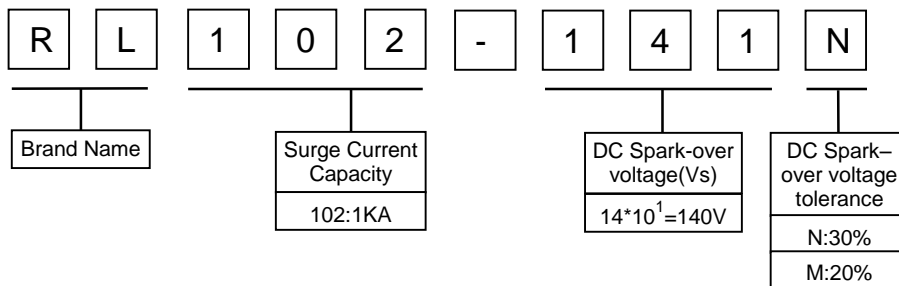 R L 1 0 2 - 1 4 1 N
Brand Name
Surge Current
Capacity
102:1KA
DC Spark-over
voltage(Vs)
14*10¹=140V
DC Spark–
over voltage
tolerance
N:30%
M:20%